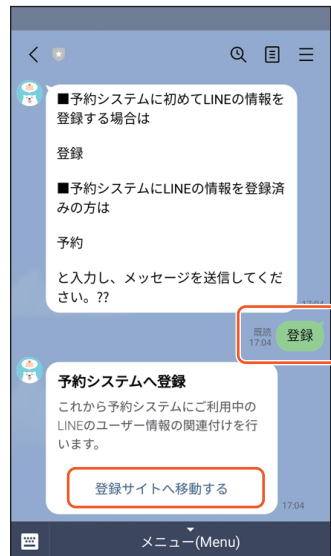 ■予約システムに初めてLINEの情報を
登録する場合は
登録
■予約システムにLINEの情報を登録済
みの方は
予約
と入力し、メッセージを送信してくだ
さい。??
17:04
既読
17:04
登録
予約システムへ登録
これから予約システムにご利用中の
LINEのユーザー情報の関連付けを行
います。
登録サイトへ移動する
17:04
メニュー(Menu)